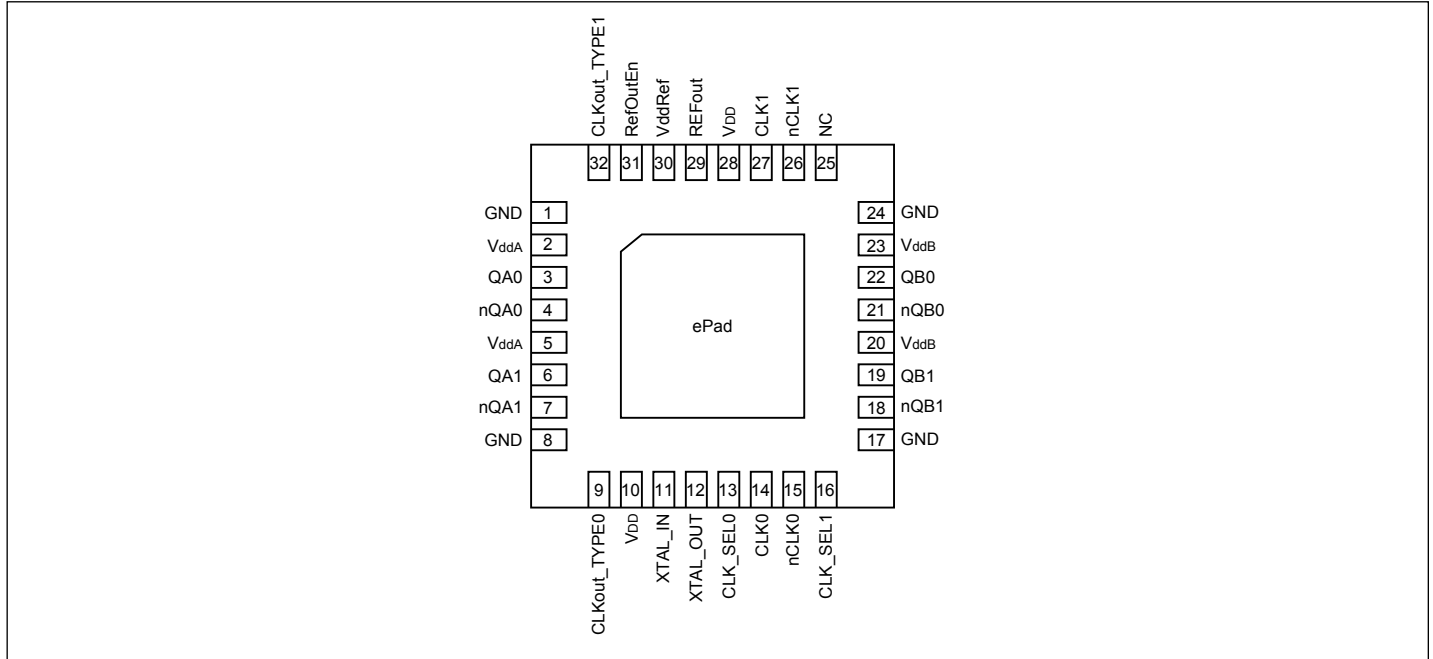 CLKout_TYPE1
RefOutEn
VddRef
REFout
VDD
CLK1
nCLK1
NC
32 31 30 29 28 27 26 25
GND 1 24 GND
VddA 2 23 VddB
QA0 3 22 QB0
nQA0 4 21 nQB0
VddA 5 ePad 20 VddB
QA1 6 19 QB1
nQA1 7 18 nQB1
GND 8 17 GND
9 10 11 12 13 14 15 16
CLKout_TYPE0
VDD
XTAL_IN
XTAL_OUT
CLK_SEL0
CLK0
nCLK0
CLK_SEL1